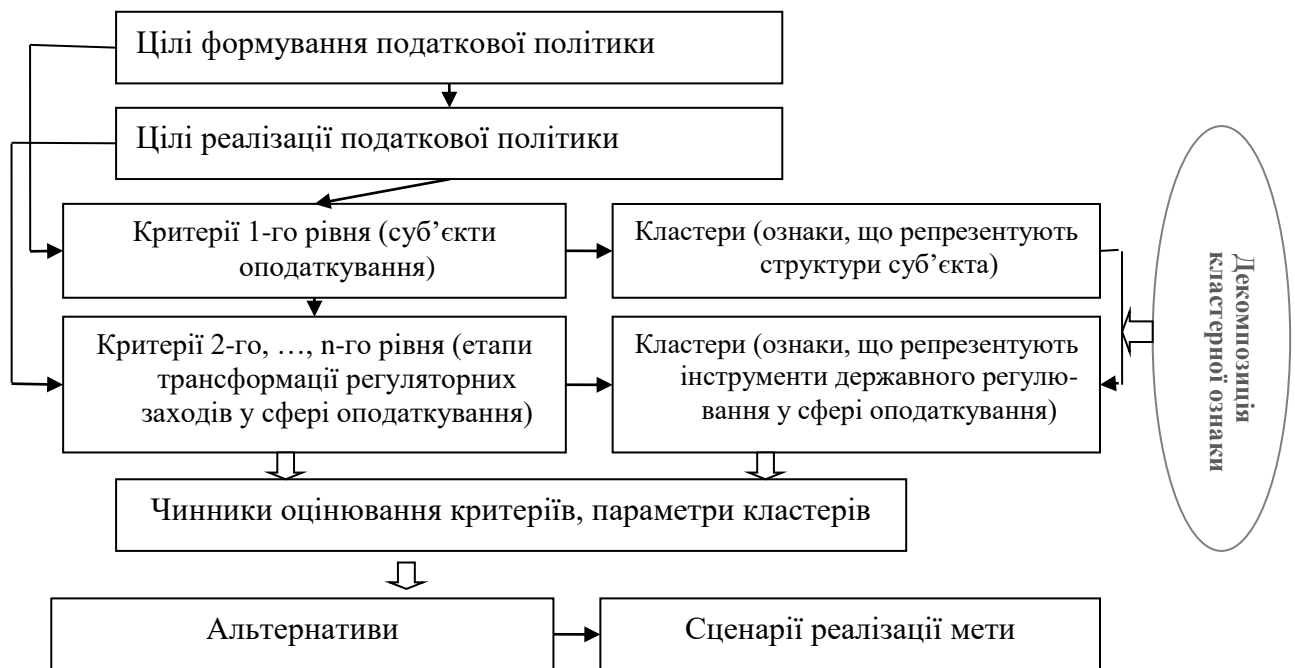 Цілі формування податкової політики
Цілі реалізації податкової політики
Критерії 1-го рівня (суб’єкти
оподаткування)
Кластери (ознаки, що репрезентують
структури суб’єкта)
Критерії 2-го, …, n-го рівня (етапи
трансформації регуляторних
заходів у сфері оподаткування)
Кластери (ознаки, що репрезентують
інструменти державного регулю-
вання у сфері оподаткування)
Декомпозиція
кластерної ознаки
Чинники оцінювання критеріїв, параметри кластерів
Альтернативи
Сценарії реалізації мети